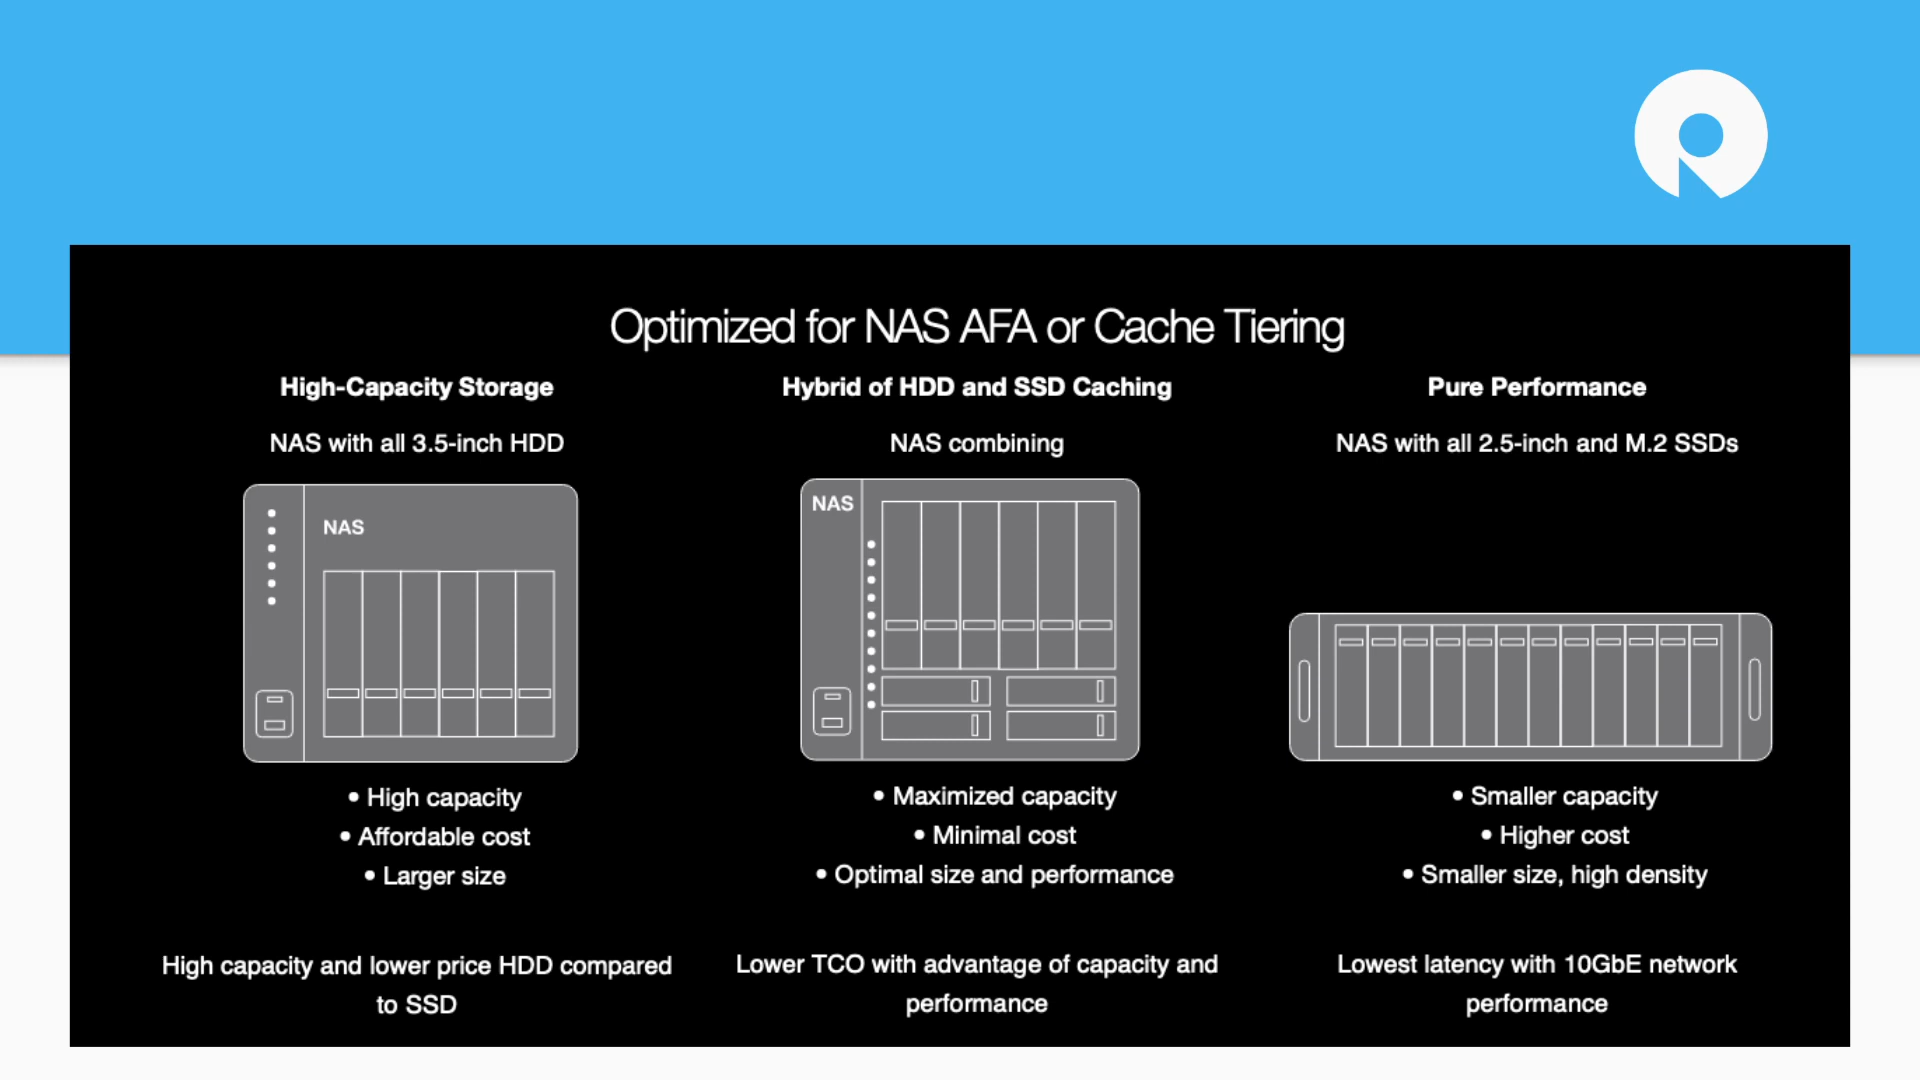 Optimized for NAS AFA or Cache Tiering
High-Capacity Storage
NAS with all 3.5-inch HDD
NAS
• High capacity
• Affordable cost
• Larger size
High capacity and lower price HDD compared
to SSD
Hybrid of HDD and SSD Caching
NAS combining
NAS
• Maximized capacity
• Minimal cost
• Optimal size and performance
Lower TCO with advantage of capacity and
performance
Pure Performance
NAS with all 2.5-inch and M.2 SSDs
• Smaller capacity
• Higher cost
• Smaller size, high density
Lowest latency with 10GbE network
performance